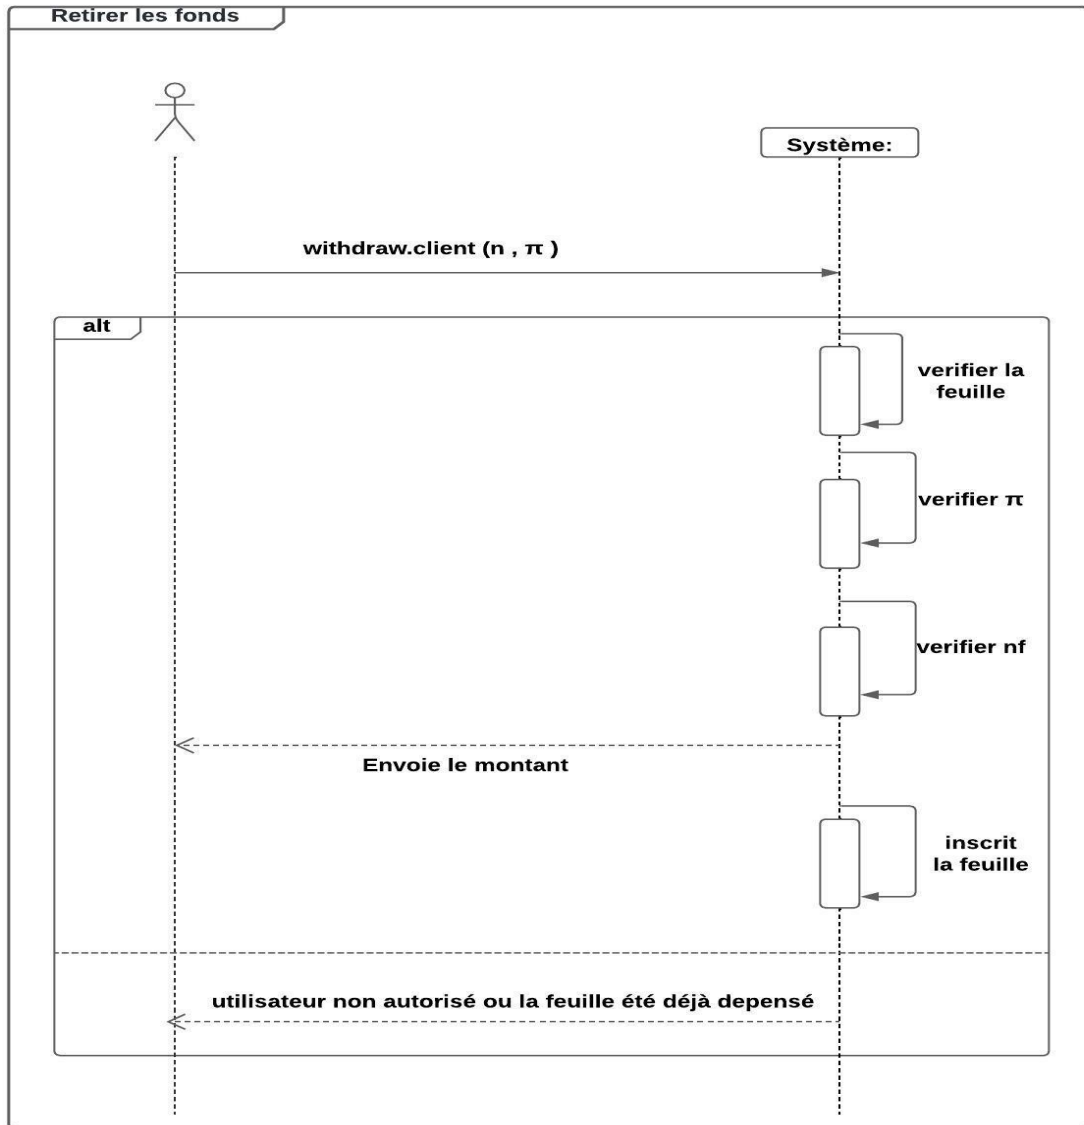 Retirer les fonds
Système:
withdraw.client (n , π )
alt
verifier la
feuille
verifier π
verifier nf
Envoie le montant
inscrit
la feuille
utilisateur non autorisé ou la feuille été déjà depensé